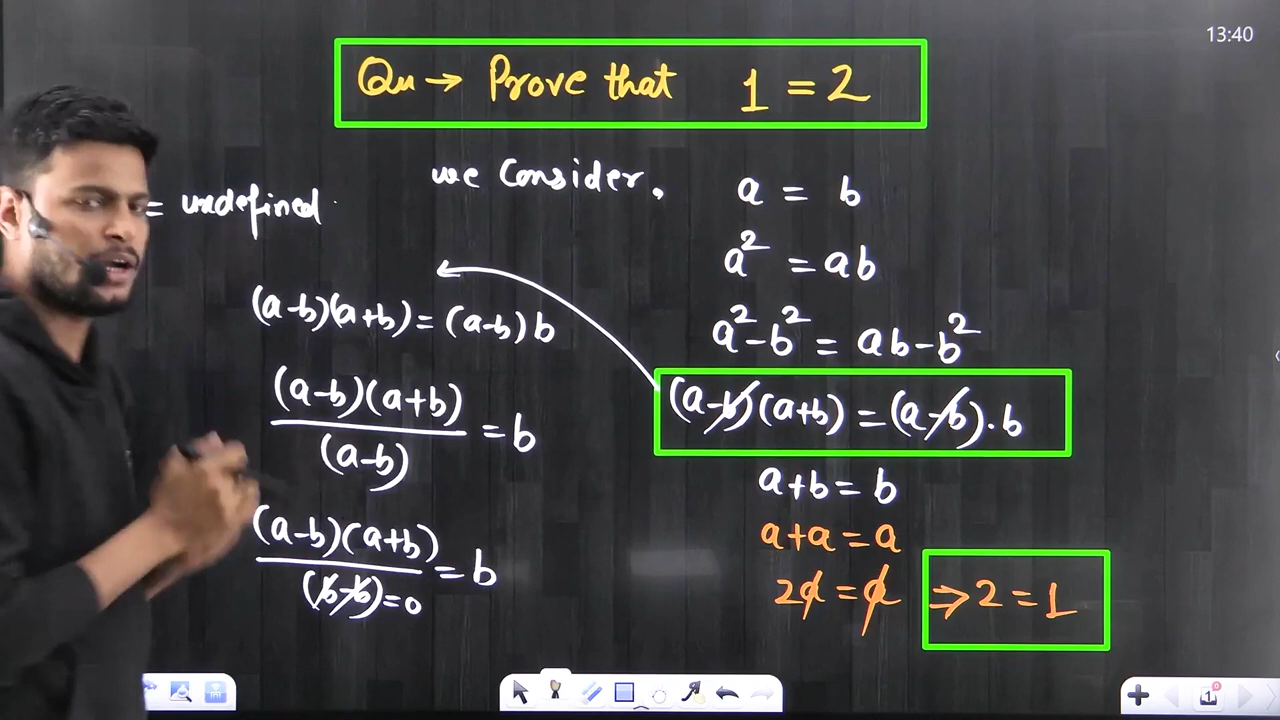 13:40
Qu → Prove that 1 = 2
we Consider, a = b
= undefined
a² = ab
a² - b² = ab - b²
(a-b)(a+b) = (a-b).b
a+b = b
a+a = a
2a = a ⇒ 2 = 1
(a-b)(a+b) = (a-b)b
(a-b)(a+b)
(a-b)
= b
(a-b)(a+b)
(b-b)=0
= b
1